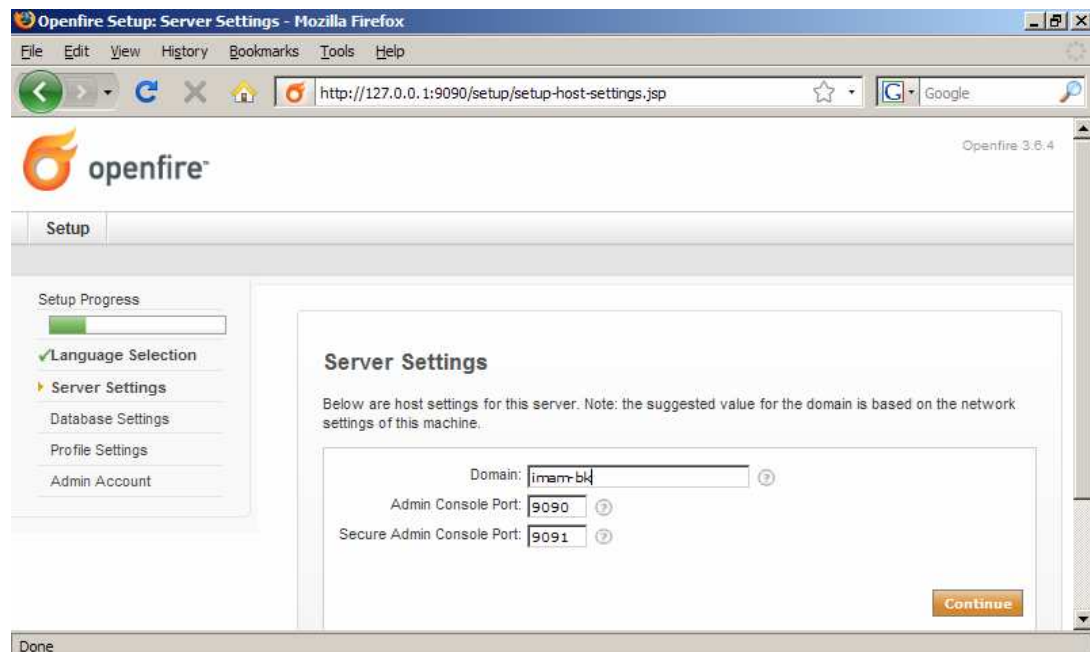 Openfire Setup: Server Settings - Mozilla Firefox
File Edit View History Bookmarks Tools Help
http://127.0.0.1:9090/setup/setup-host-settings.jsp
G Google
openfire™
Openfire 3.6.4
Setup
Setup Progress
Language Selection
Server Settings
Database Settings
Profile Settings
Admin Account
Server Settings
Below are host settings for this server. Note: the suggested value for the domain is based on the network
settings of this machine.
Domain: imam-bk
Admin Console Port: 9090
Secure Admin Console Port: 9091
Continue
Done